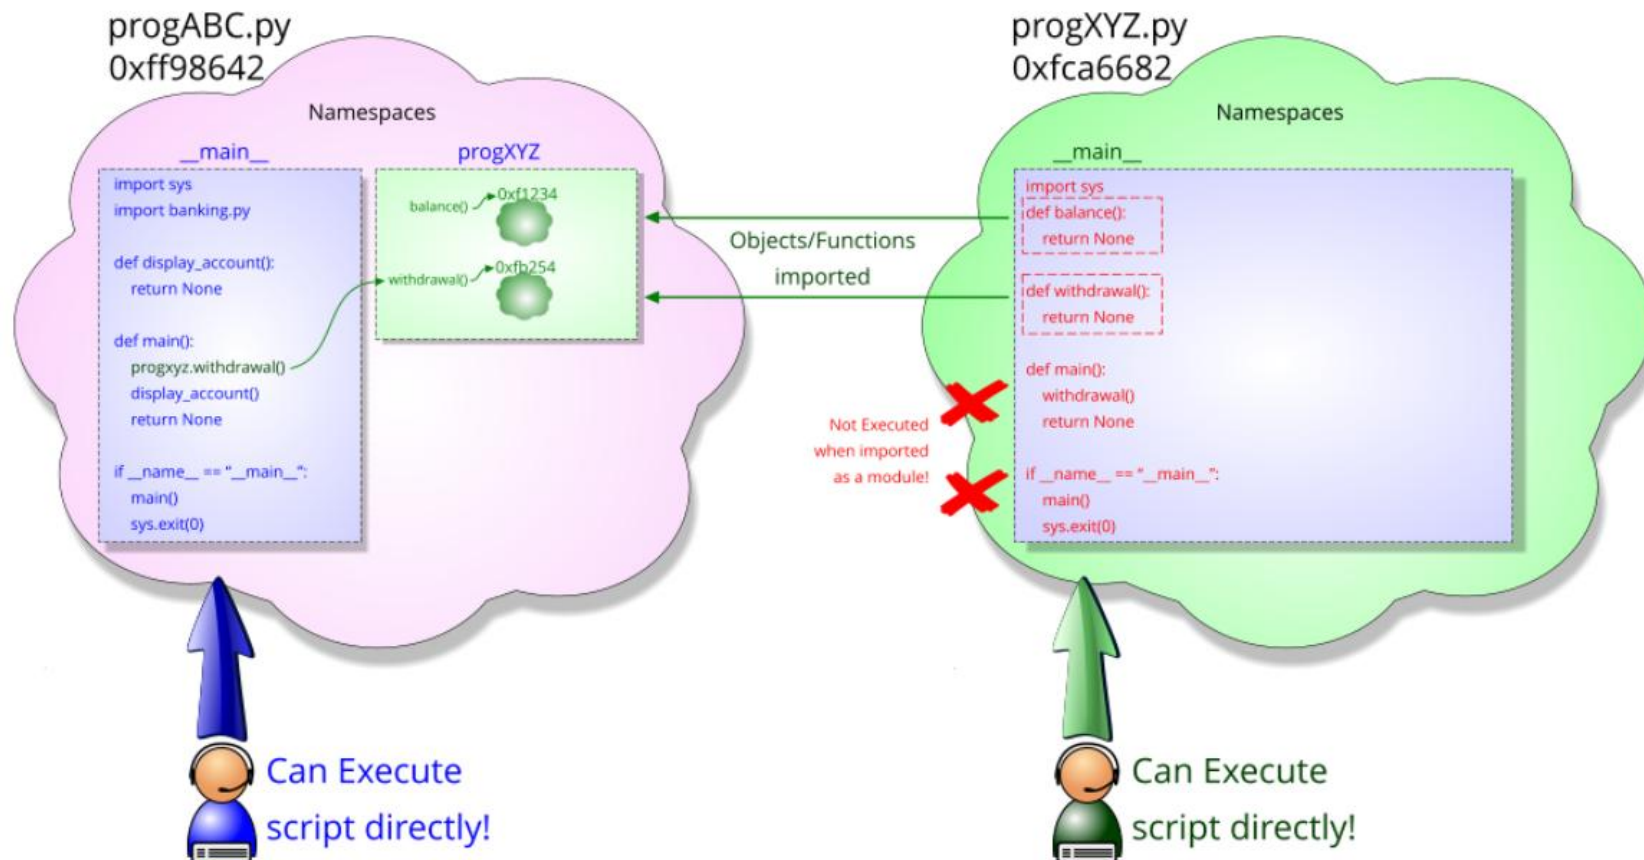 progABC.py
0xff98642
Namespaces
__main__
import sys
import banking.py
def display_account():
return None
def main():
progxyz.withdrawal()
display_account()
return None
if __name__ == “__main__“:
main()
sys.exit(0)
progXYZ
balance()
0xf1234
withdrawal()
0xfb254
Can Execute
script directly!
Objects/Functions
imported
Not Executed
when imported
as a module!
progXYZ.py
0xfca6682
Namespaces
__main__
import sys
def balance():
return None
def withdrawal():
return None
def main():
withdrawal()
return None
if __name__ == “__main__“:
main()
sys.exit(0)
Can Execute
script directly!